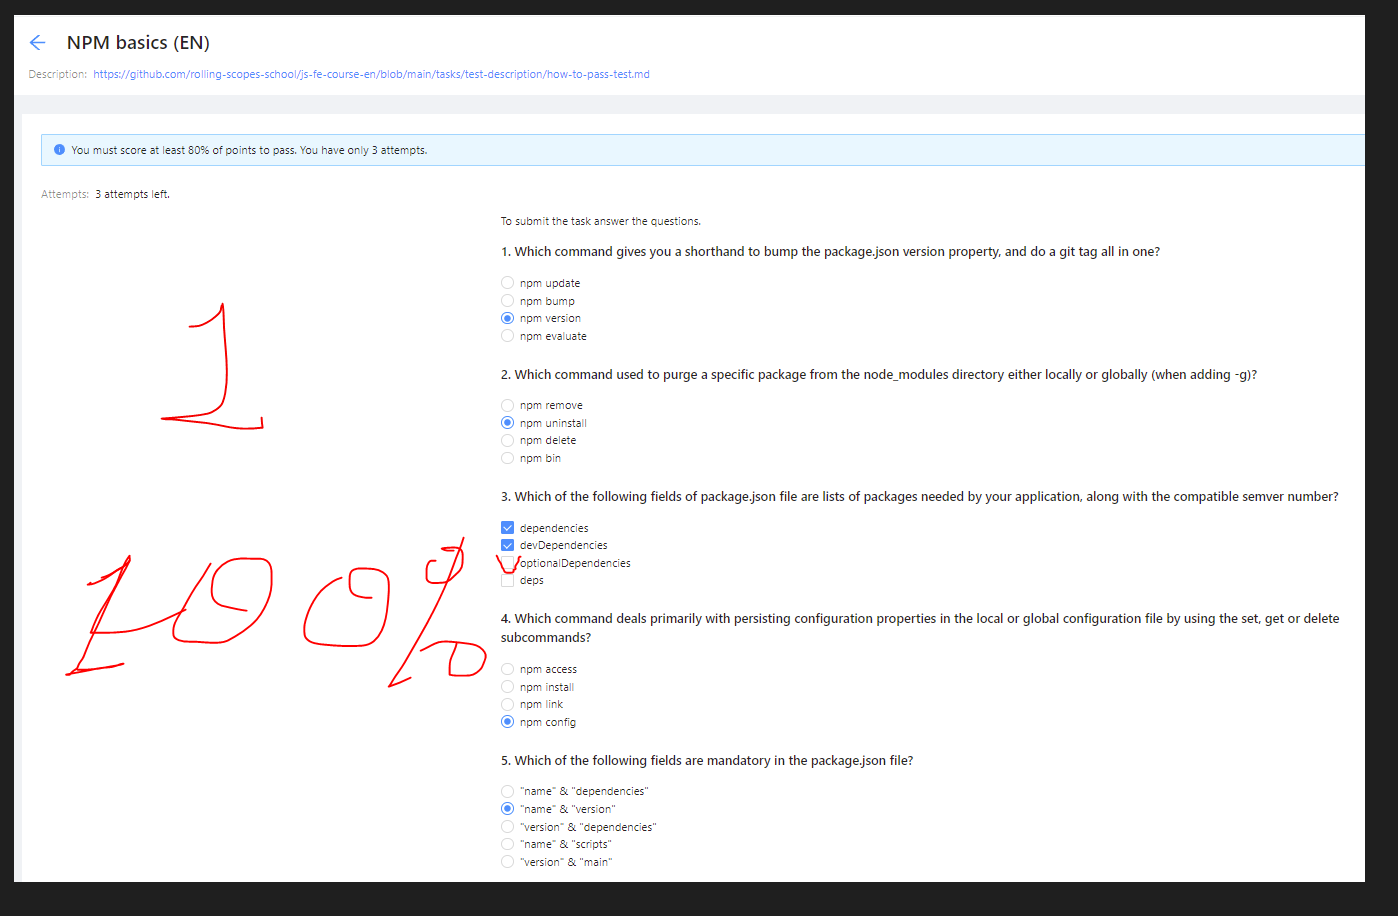 NPM basics (EN)
Description: https://github.com/rolling-scopes-school/js-fe-course-en/blob/main/tasks/test-description/how-to-pass-test.md
You must score at least 80% of points to pass. You have only 3 attempts.
Attempts: 3 attempts left.
To submit the task answer the questions.
1. Which command gives you a shorthand to bump the package.json version property, and do a git tag all in one?
npm update
npm bump
npm version
npm evaluate
1
2. Which command used to purge a specific package from the node_modules directory either locally or globally (when adding -g)?
npm remove
npm uninstall
npm delete
npm bin
3. Which of the following fields of package.json file are lists of packages needed by your application, along with the compatible semver number?
dependencies
devDependencies
optionalDependencies
deps
100%
4. Which command deals primarily with persisting configuration properties in the local or global configuration file by using the set, get or delete
subcommands?
npm access
npm install
npm link
npm config
5. Which of the following fields are mandatory in the package.json file?
"name" & "dependencies"
"name" & "version"
"version" & "dependencies"
"name" & "scripts"
"version" & "main"